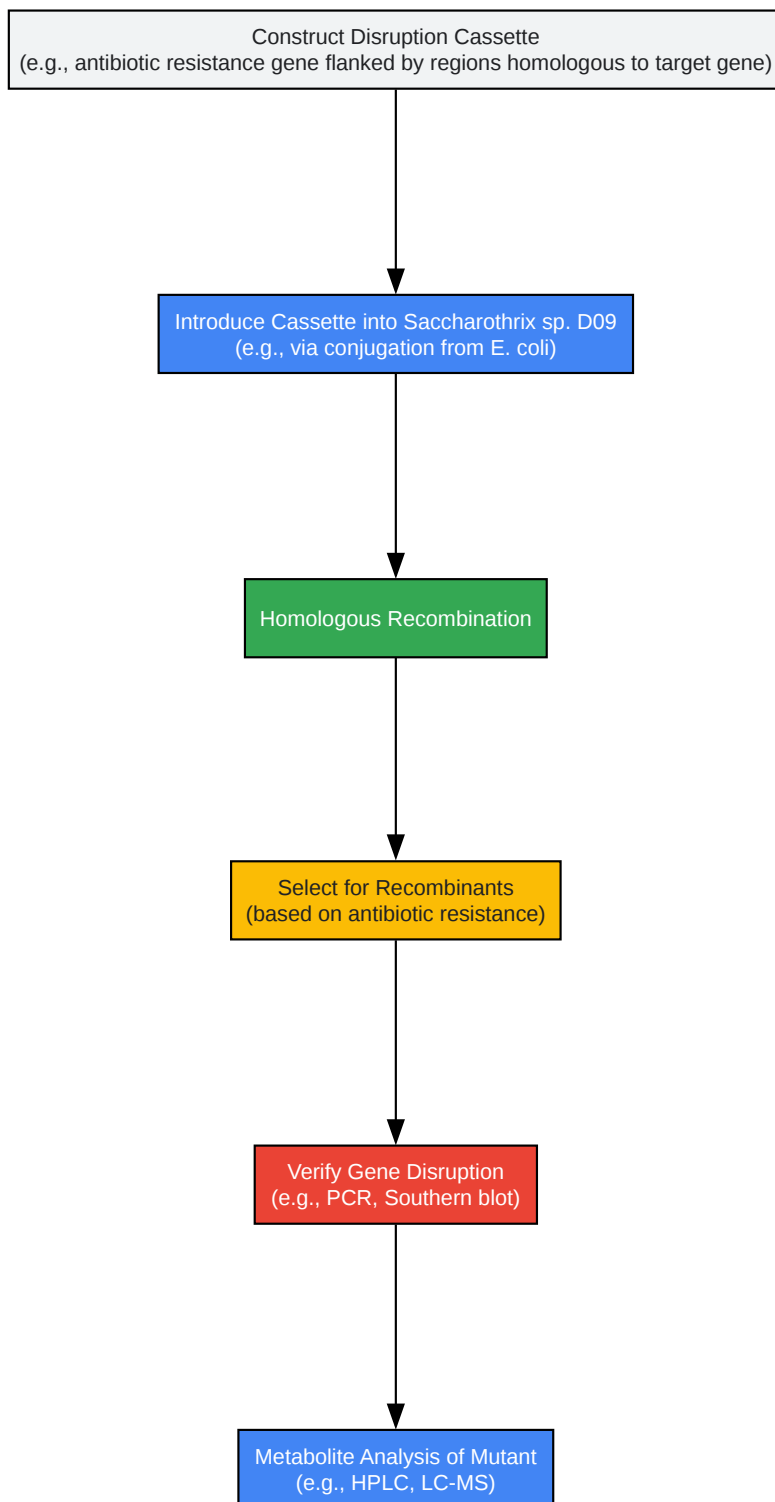 Construct Disruption Cassette
(e.g., antibiotic resistance gene flanked by regions homologous to target gene)
Introduce Cassette into Saccharothrix sp. D09
(e.g., via conjugation from E. coli)
Homologous Recombination
Select for Recombinants
(based on antibiotic resistance)
Verify Gene Disruption
(e.g., PCR, Southern blot)
Metabolite Analysis of Mutant
(e.g., HPLC, LC-MS)